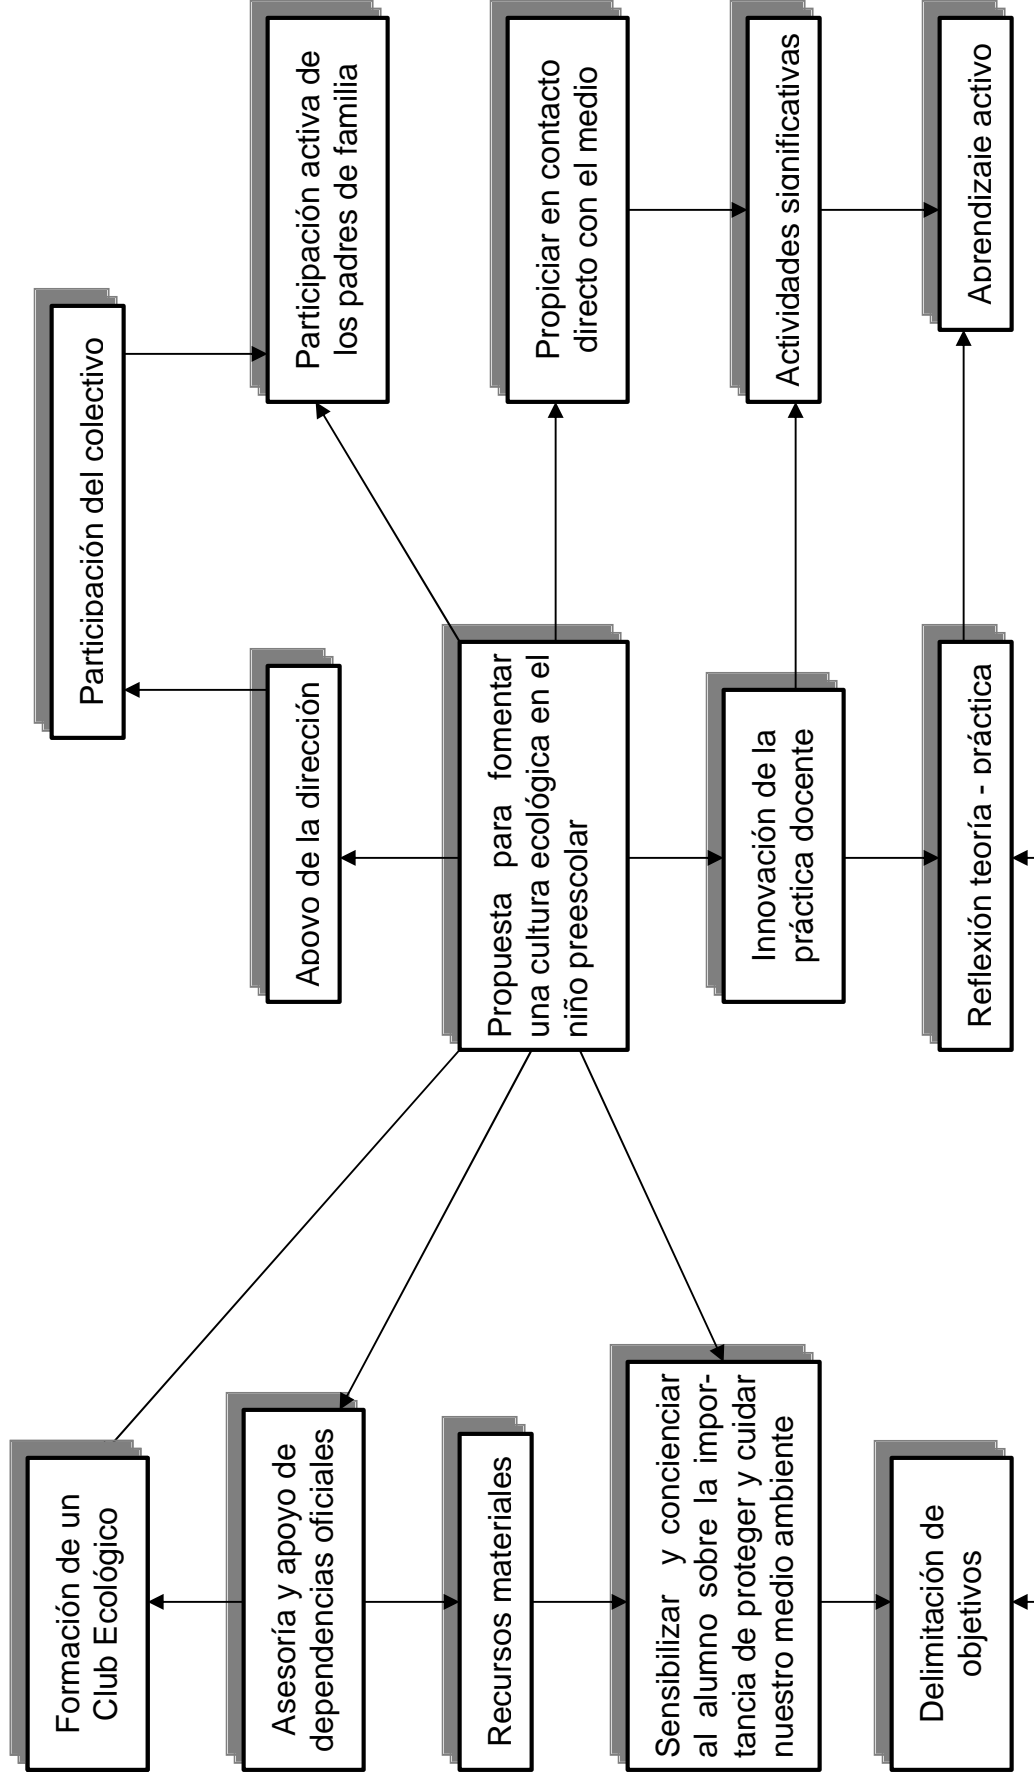 Formación de un
Club Ecológico
Asesoría y apoyo de
dependencias oficiales
Recursos materiales
Sensibilizar y concienciar
al alumno sobre la impor-
tancia de proteger y cuidar
nuestro medio ambiente
Delimitación de
objetivos
Participación del colectivo
Apoyo de la dirección
Propuesta para fomentar
una cultura ecológica en el
niño preescolar
Innovación de la
práctica docente
Reflexión teoría - práctica
Participación activa de
los padres de familia
Propiciar en contacto
directo con el medio
Actividades significativas
Aprendizaje activo